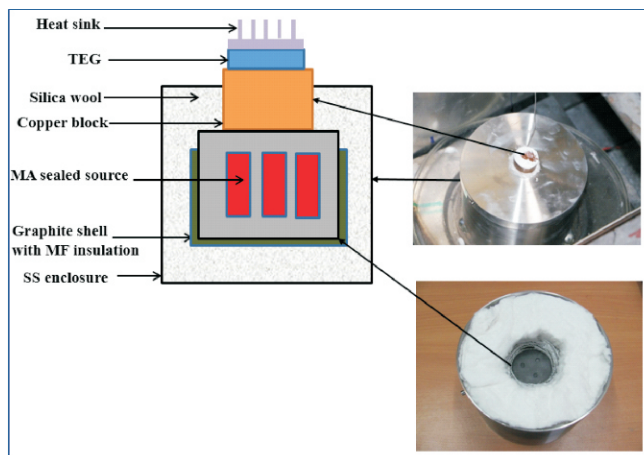 Heat sink
TEG
Silica wool
Copper block
MA sealed source
Graphite shell
with MF insulation
SS enclosure